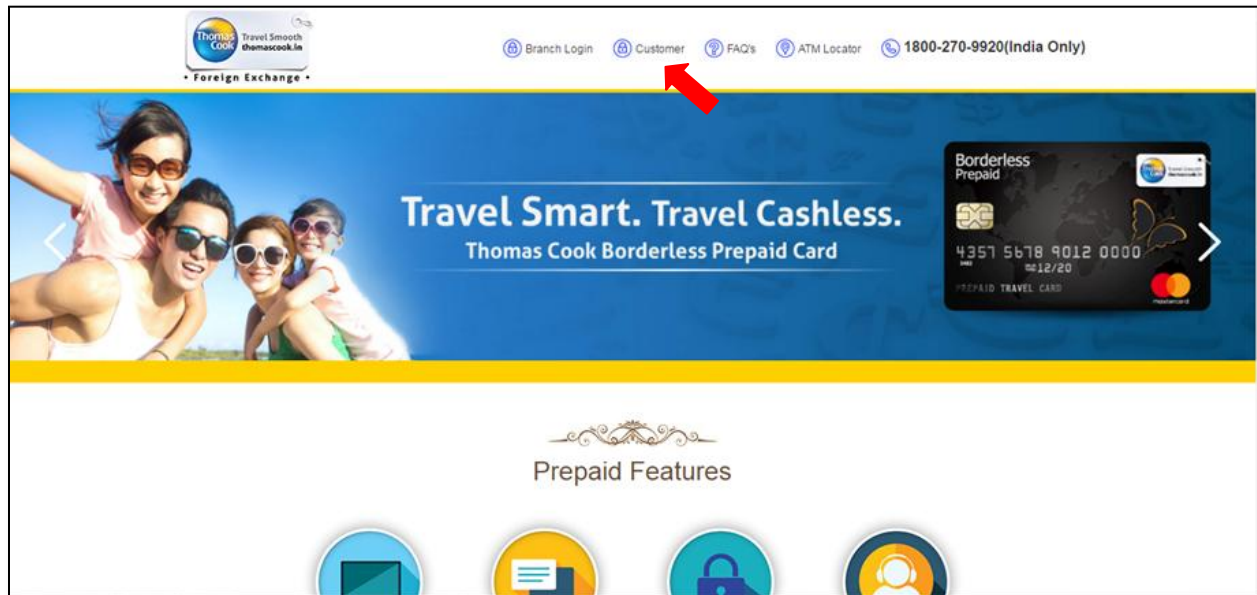 Thomas Cook
Travel Smooth
thomascook.in
• Foreign Exchange •
Branch Login
Customer
FAQ's
ATM Locator
1800-270-9920(India Only)
Travel Smart. Travel Cashless.
Thomas Cook Borderless Prepaid Card
Borderless
Prepaid
4357 5678 9012 0000
12/20
PREPAID TRAVEL CARD
mastercard
Prepaid Features